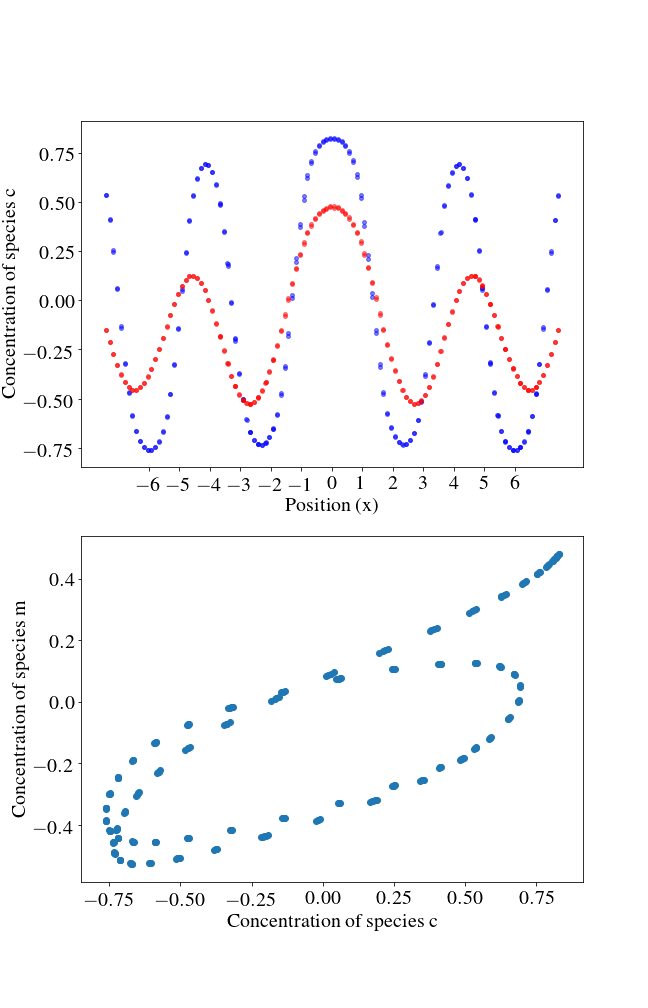 Concentration of species c
0.75
0.50
0.25
0.00
−0.25
−0.50
−0.75
−6 −5 −4 −3 −2 −1 0 1 2 3 4 5 6
Position (x)
Concentration of species m
0.4
0.2
0.0
−0.2
−0.4
−0.75 −0.50 −0.25 0.00 0.25 0.50 0.75
Concentration of species c